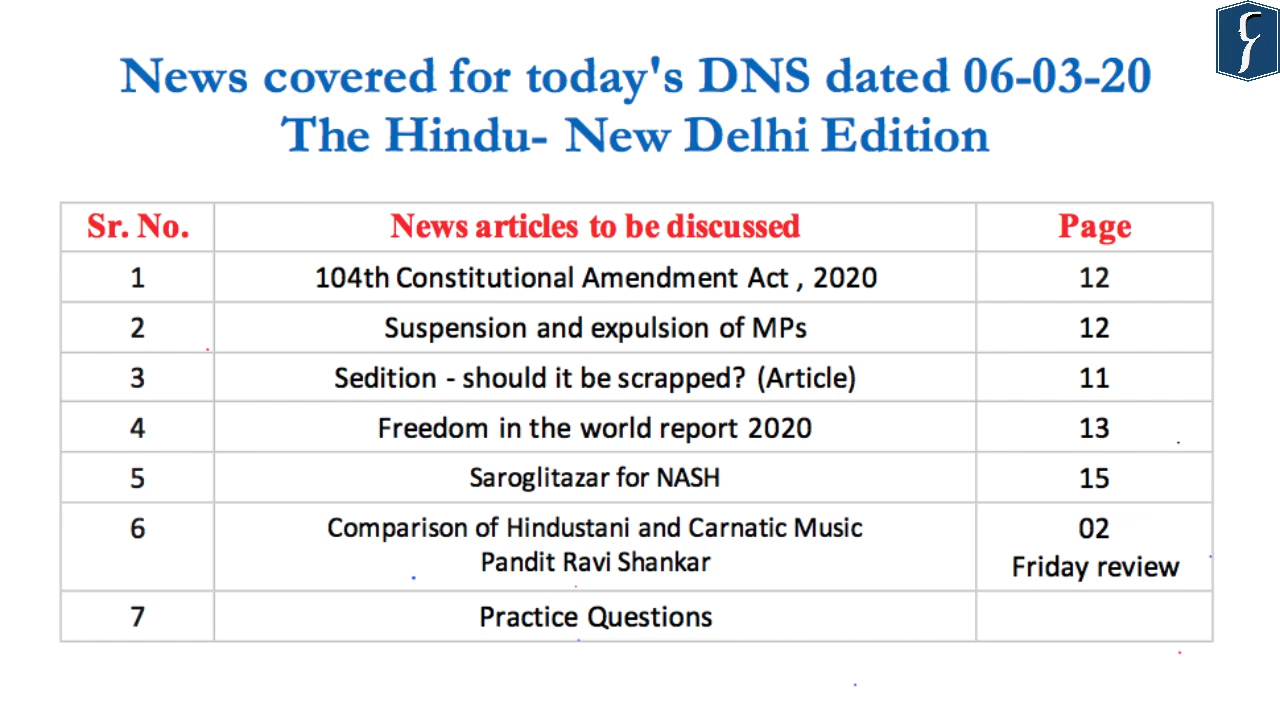 News covered for today's DNS dated 06-03-20
The Hindu- New Delhi Edition
Sr. No. News articles to be discussed Page
1 104th Constitutional Amendment Act , 2020 12
2 Suspension and expulsion of MPs 12
3 Sedition - should it be scrapped? (Article) 11
4 Freedom in the world report 2020 13
5 Saroglitazar for NASH 15
6 Comparison of Hindustani and Carnatic Music 02
Pandit Ravi Shankar Friday review
7 Practice Questions